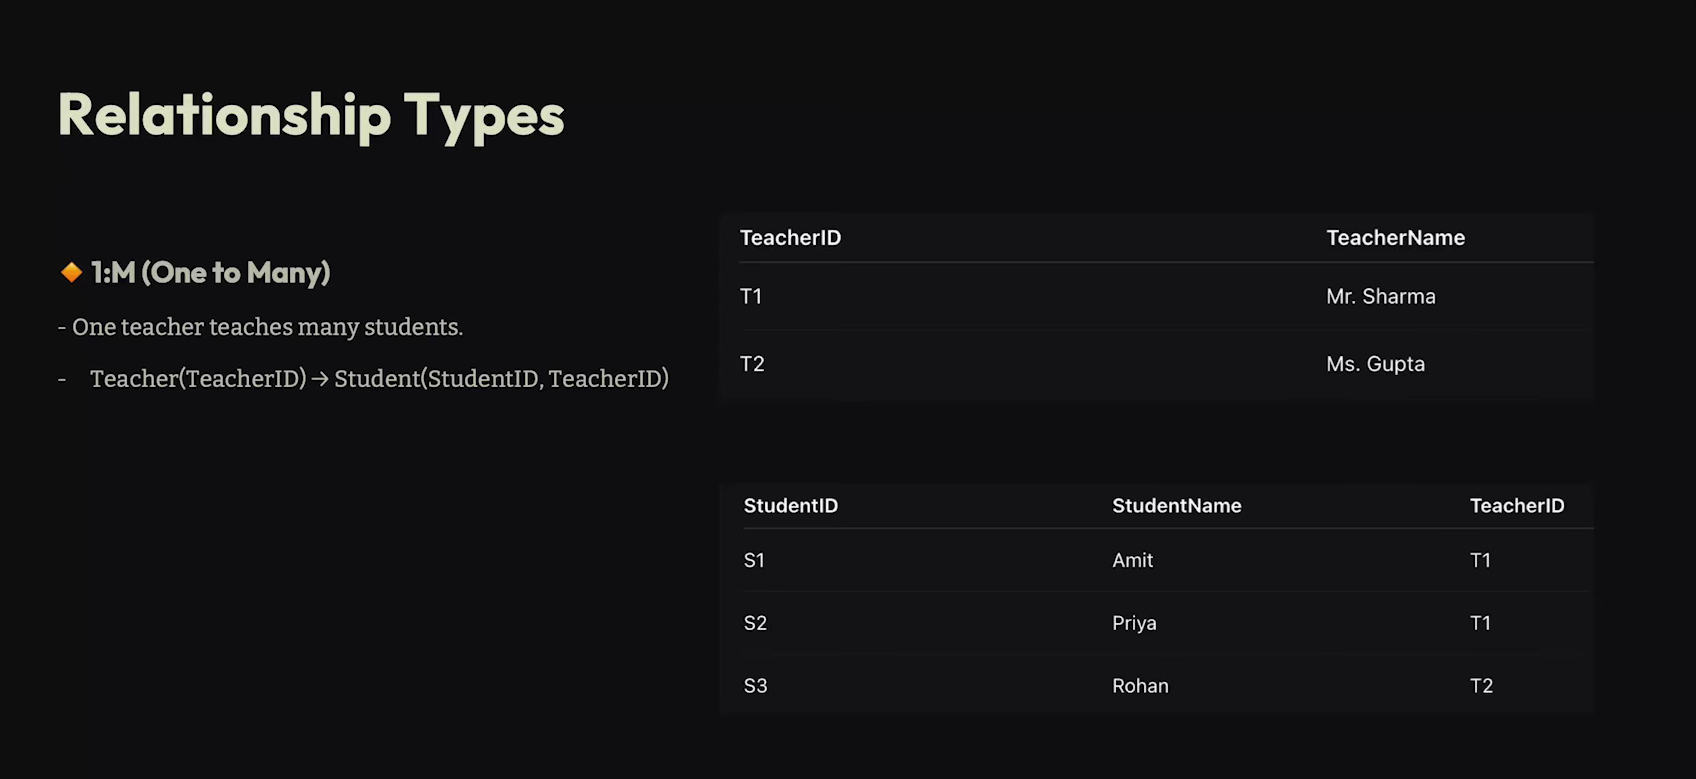 Relationship Types
🔸 1:M (One to Many)
- One teacher teaches many students.
- Teacher(TeacherID) → Student(StudentID, TeacherID)
TeacherID TeacherName
T1 Mr. Sharma
T2 Ms. Gupta
StudentID StudentName TeacherID
S1 Amit T1
S2 Priya T1
S3 Rohan T2